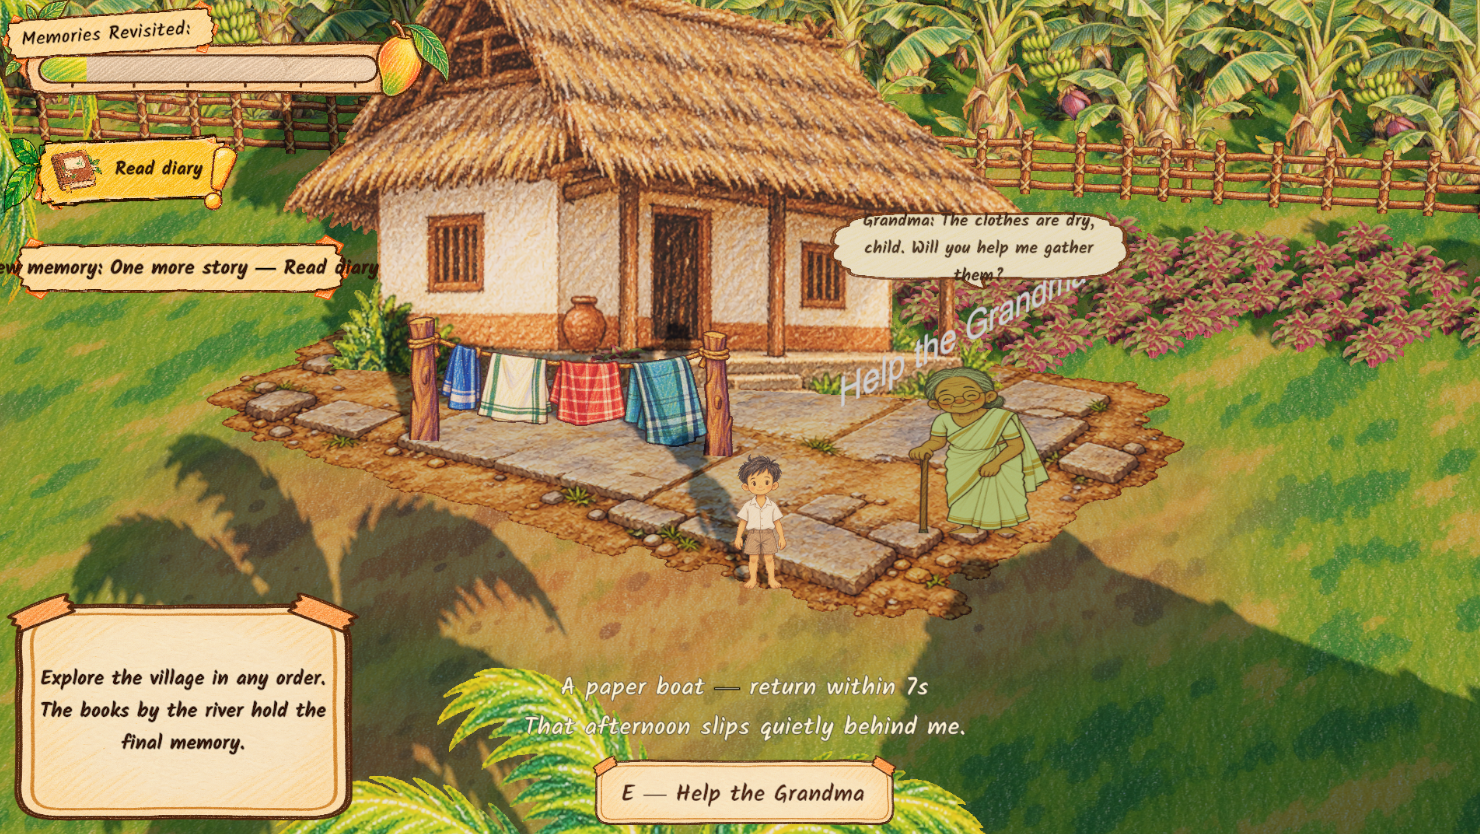 Memories Revisited:
Read diary
ew memory: One more story — Read diary
Grandma: The clothes are dry,
child. Will you help me gather
them?
Help the Grandma
Explore the village in any order.
The books by the river hold the
final memory.
A paper boat — return within 7s
That afternoon slips quietly behind me.
E — Help the Grandma